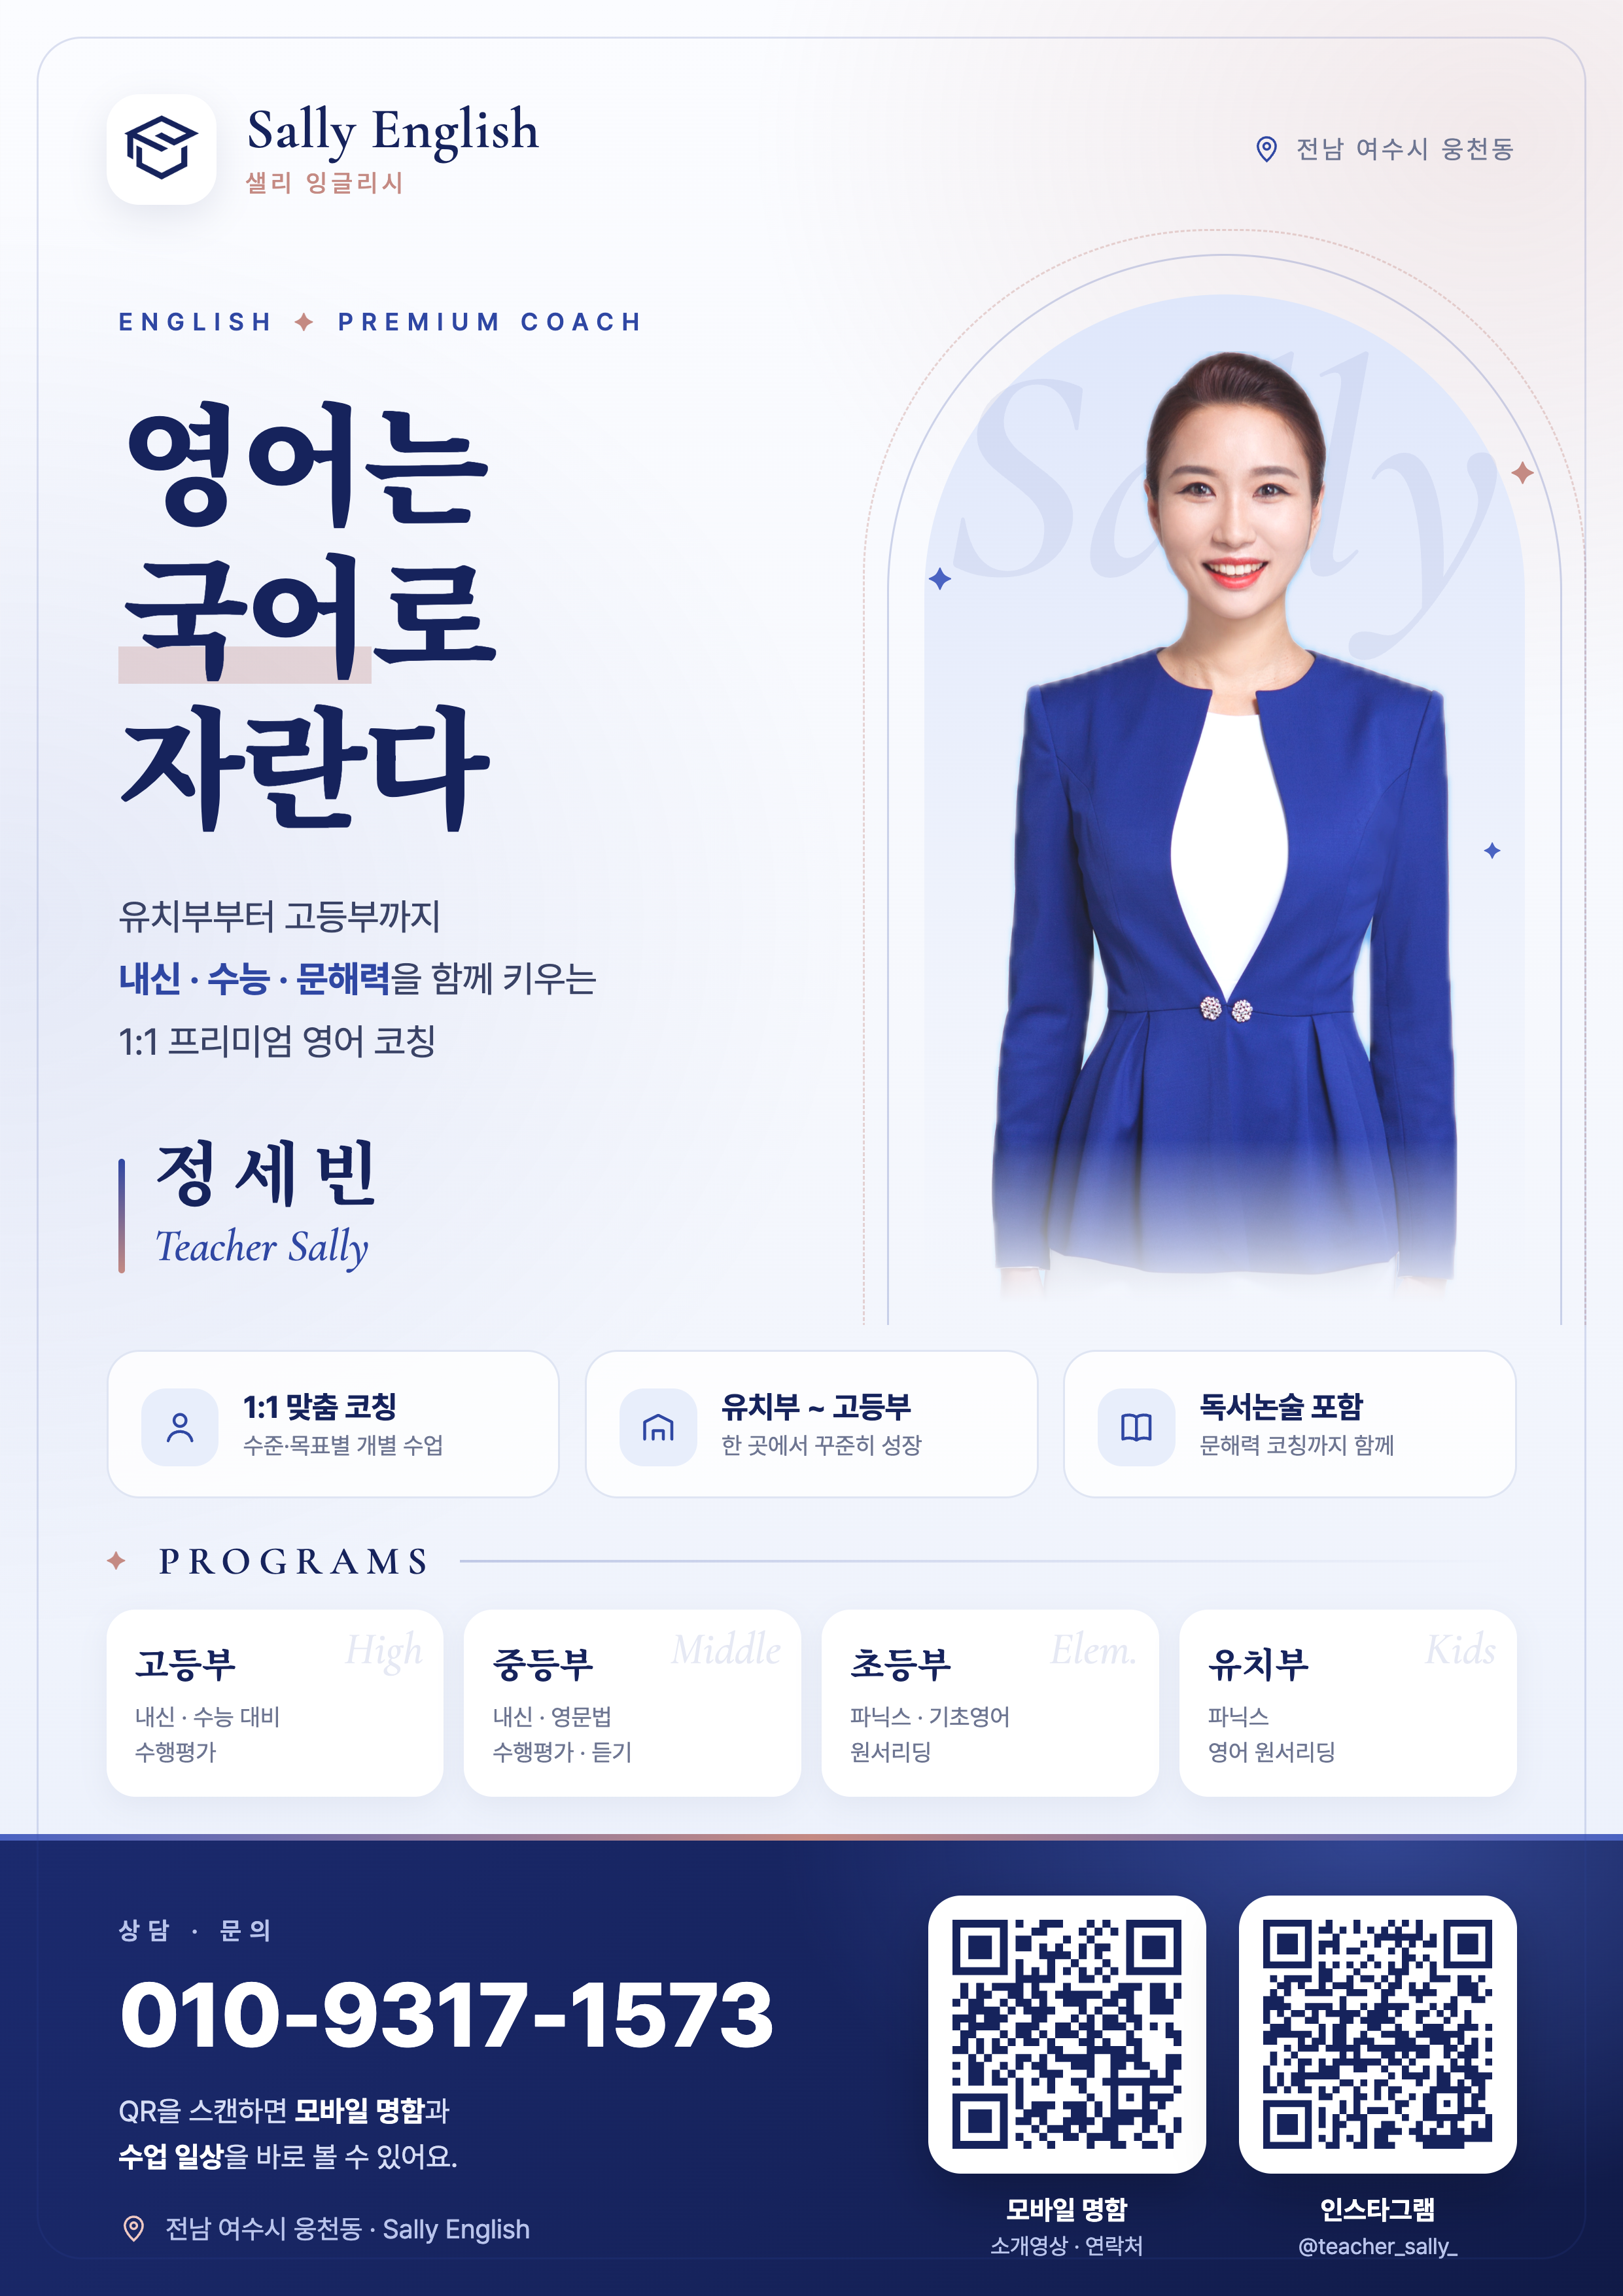 Sally English
샐리 잉글리시
전남 여수시 웅천동
ENGLISH ✦ PREMIUM COACH
Sally
영어는
국어로
자란다
유치부부터 고등부까지
내신 · 수능 · 문해력을 함께 키우는
1:1 프리미엄 영어 코칭
정세빈
Teacher Sally
1:1 맞춤 코칭
수준·목표별 개별 수업
유치부 ~ 고등부
한 곳에서 꾸준히 성장
독서논술 포함
문해력 코칭까지 함께
PROGRAMS
고등부
High
내신 · 수능 대비
수행평가
중등부
Middle
내신 · 영문법
수행평가 · 듣기
초등부
Elem.
파닉스 · 기초영어
원서리딩
유치부
Kids
파닉스
영어 원서리딩
상담 · 문의
010-9317-1573
QR을 스캔하면 모바일 명함과
수업 일상을 바로 볼 수 있어요.
전남 여수시 웅천동 · Sally English
모바일 명함
소개영상 · 연락처
인스타그램
@teacher_sally_